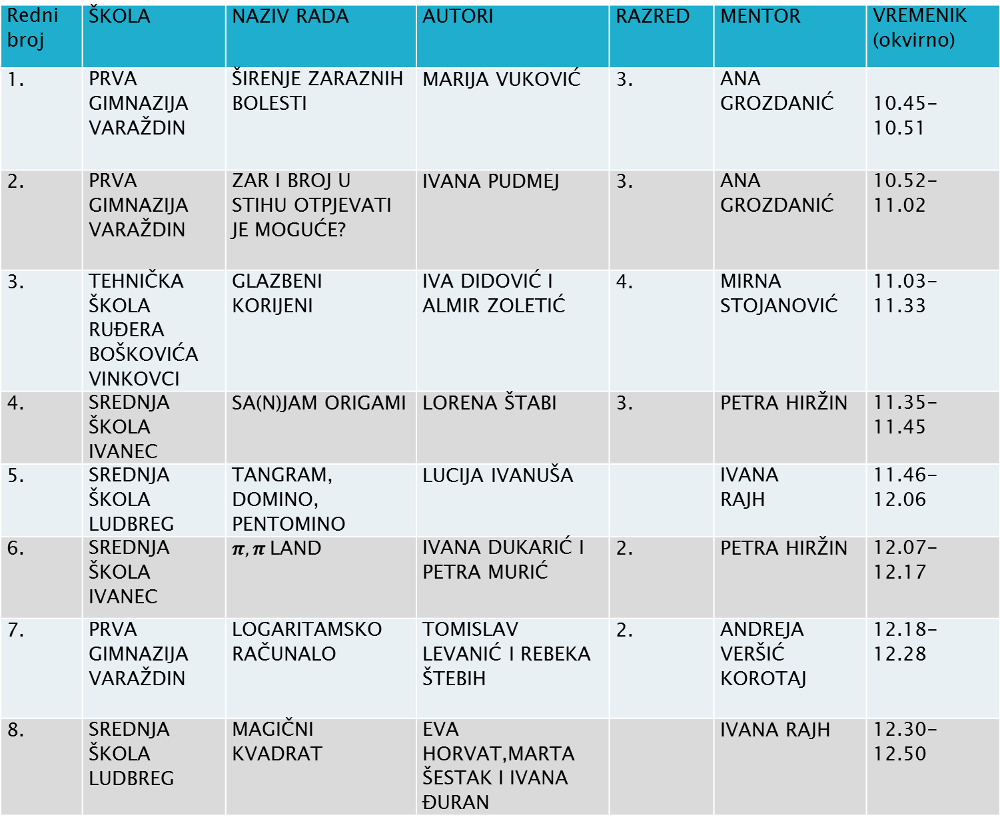 Redni broj ŠKOLA NAZIV RADA AUTORI RAZRED MENTOR VREMENIK (okvirno)
1. PRVA GIMNAZIJA VARAŽDIN ŠIRENJE ZARAZNIH BOLESTI MARIJA VUKOVIĆ 3. ANA GROZDANIĆ 10.45-10.51
2. PRVA GIMNAZIJA VARAŽDIN ZAR I BROJ U STIHU OTPJEVATI JE MOGUĆE? IVANA PUDMEJ 3. ANA GROZDANIĆ 10.52-11.02
3. TEHNIČKA ŠKOLA RUĐERA BOŠKOVIĆA VINKOVCI GLAZBENI KORIJENI IVA DIDOVIĆ I ALMIR ZOLETIĆ 4. MIRNA STOJANOVIĆ 11.03-11.33
4. SREDNJA ŠKOLA IVANEC SA(N)JAM ORIGAMI LORENA ŠTABI 3. PETRA HIRŽIN 11.35-11.45
5. SREDNJA ŠKOLA LUDBREG TANGRAM, DOMINO, PENTOMINO LUCIJA IVANUŠA IVANA RAJH 11.46-12.06
6. SREDNJA ŠKOLA IVANEC π,π LAND IVANA DUKARIĆ I PETRA MURIĆ 2. PETRA HIRŽIN 12.07-12.17
7. PRVA GIMNAZIJA VARAŽDIN LOGARITAMSKO RAČUNALO TOMISLAV LEVANIĆ I REBEKA ŠTEBIH 2. ANDREJA VERŠIĆ KOROTAJ 12.18-12.28
8. SREDNJA ŠKOLA LUDBREG MAGIČNI KVADRAT EVA HORVAT,MARTA ŠESTAK I IVANA ĐURAN IVANA RAJH 12.30-12.50